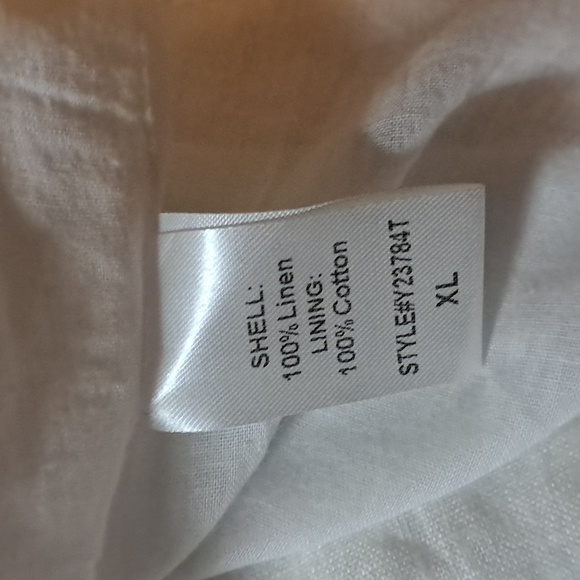 SHELL:
100% Linen
LINING:
100% Cotton
STYLE#Y23784T
XL